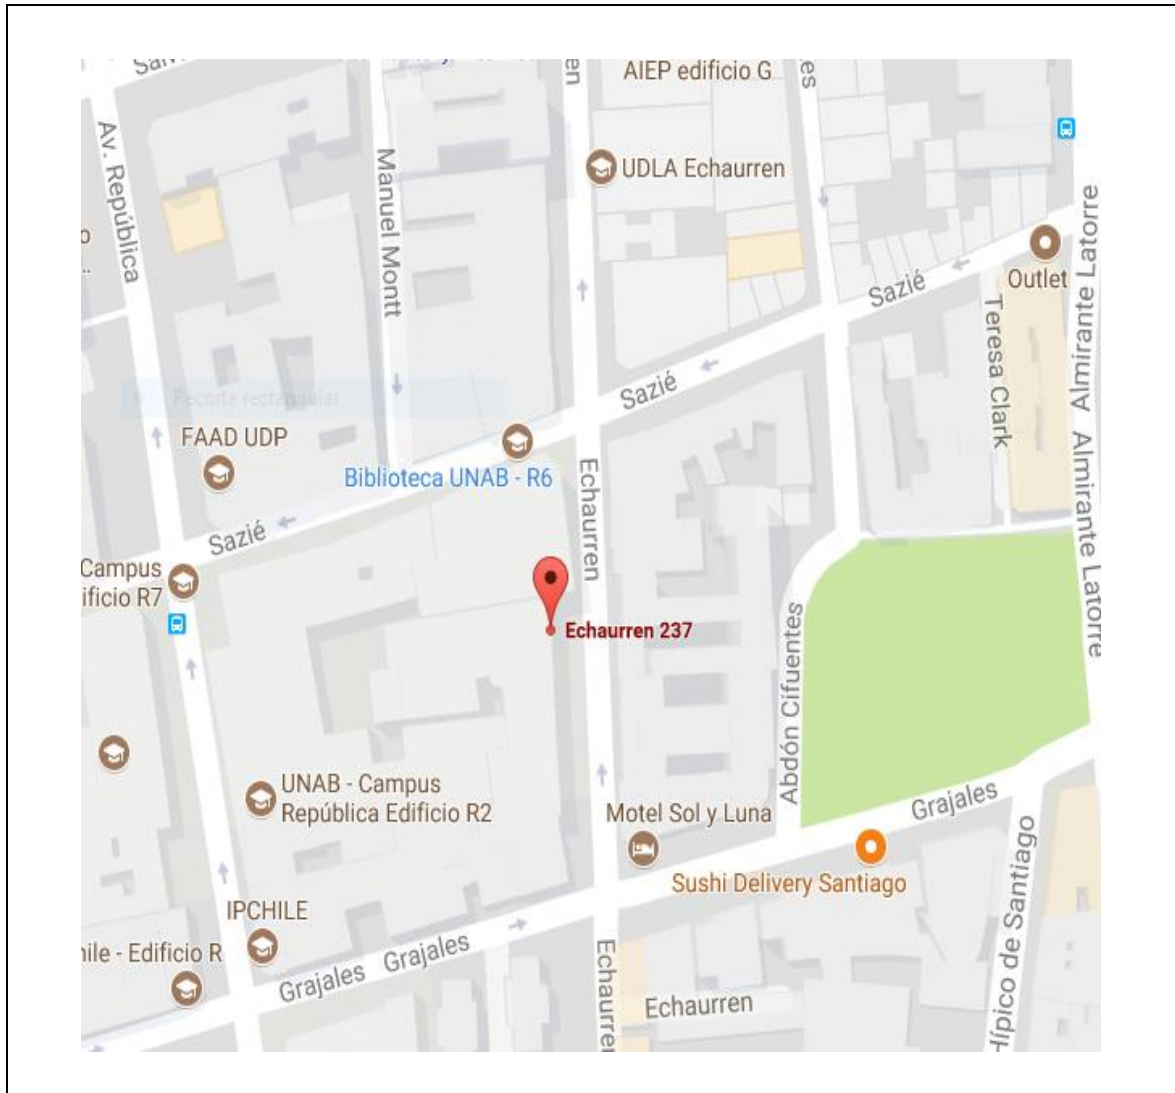 AIEP edificio G
Av. República
Manuel Montt
UDLA Echaurren
Almirante Latorre
Outlet
Sazié
Teresa Clark
Sazié
Recorte rectangular
FAAD UDP
Biblioteca UNAB - R6
Echaurren
Almirante Latorre
Sazié
Campus
ificio R7
Echaurren 237
Abdón Cifuentes
UNAB - Campus
República Edificio R2
Motel Sol y Luna
Grajales
Sushi Delivery Santiago
IPCHILE
hile - Edificio R
Grajales
Grajales
Echaurren
Echaurren
Hípico de Santiago